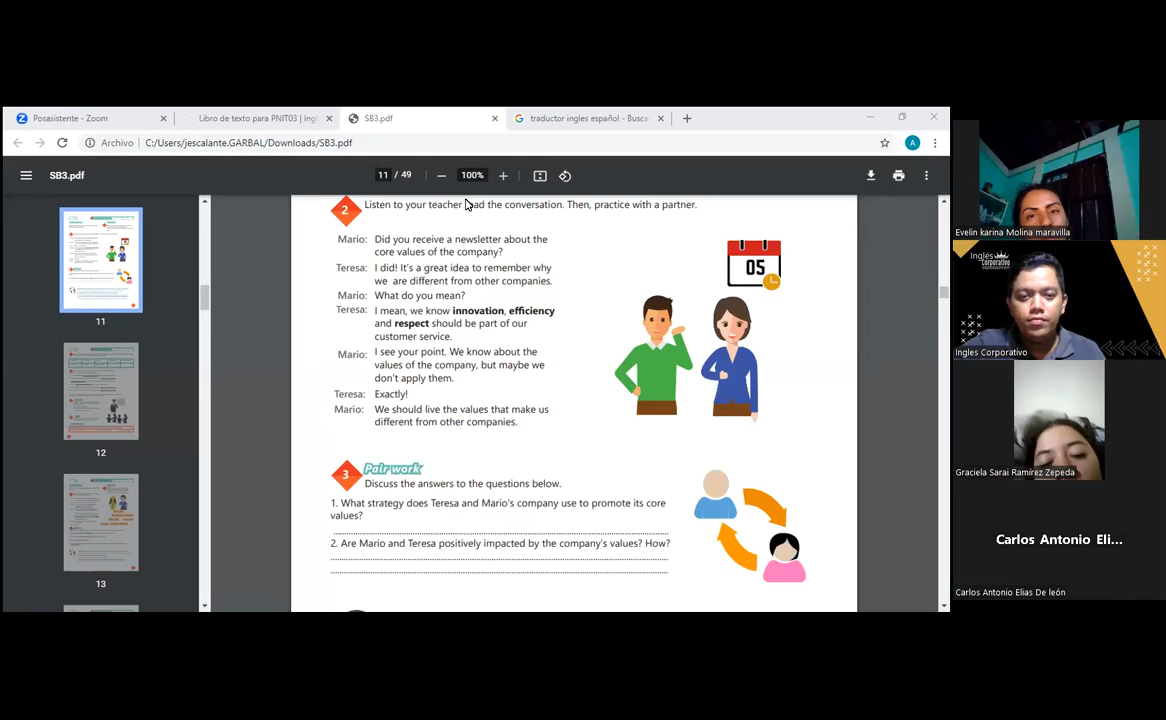 Posasistente - Zoom
Libro de texto para PNIT03 | Ingl
SB3.pdf
traductor ingles español - Busca
Archivo
C:/Users/jescalante.GARBAL/Downloads/SB3.pdf
A
SB3.pdf
11 / 49
100%
2
Listen to your teacher ead the conversation. Then, practice with a partner.
Mario: Did you receive a newsletter about the
core values of the company?
Teresa: I did! It's a great idea to remember why
we are different from other companies.
Mario: What do you mean?
Teresa: I mean, we know innovation, efficiency
and respect should be part of our
customer service.
Mario: I see your point. We know about the
values of the company, but maybe we
don't apply them.
Teresa: Exactly!
Mario: We should live the values that make us
different from other companies.
05
3
Pair work
Discuss the answers to the questions below.
1. What strategy does Teresa and Mario's company use to promote its core
values?
2. Are Mario and Teresa positively impacted by the company's values? How?
11
12
13
Evelin karina Molina maravilla
Inglés
Corporativo
Ingles Corporativo
Graciela Sarai Ramírez Zepeda
Carlos Antonio Eli...
Carlos Antonio Elias De león